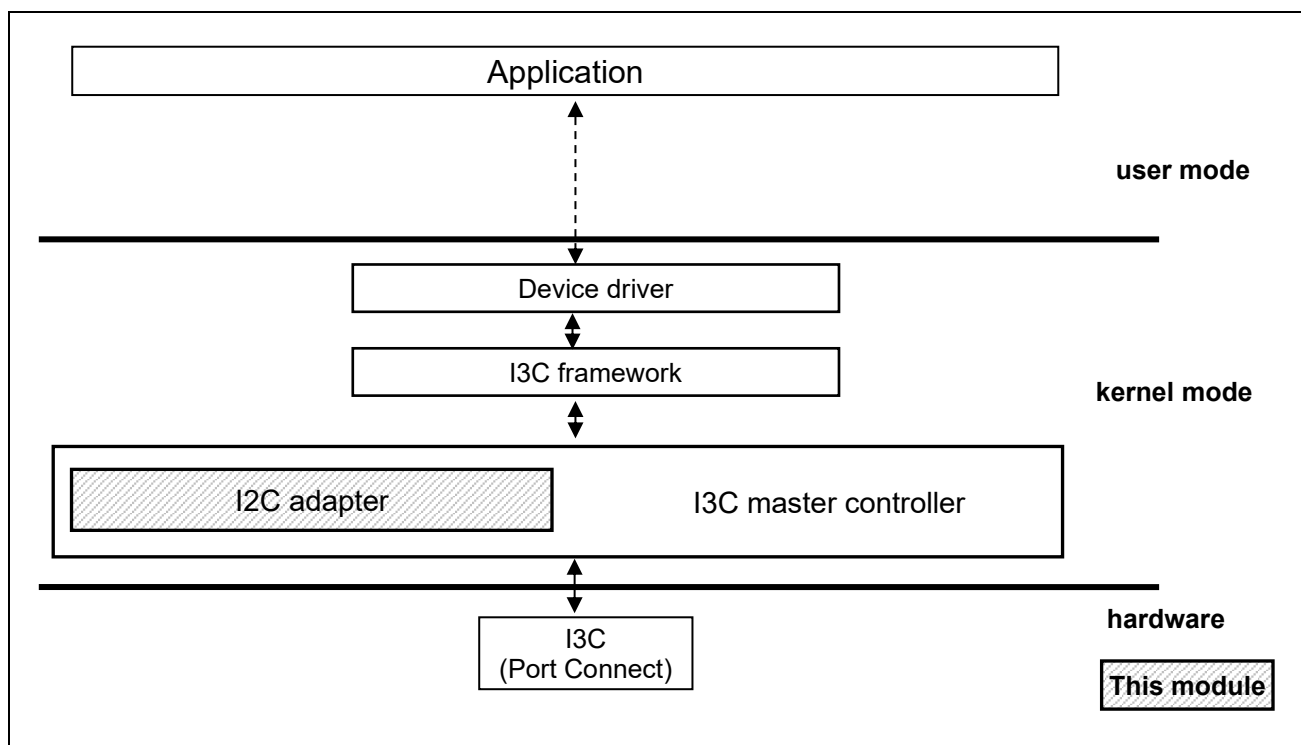 Application
user mode
Device driver
I3C framework
kernel mode
I2C adapter
I3C master controller
hardware
I3C
(Port Connect)
This module